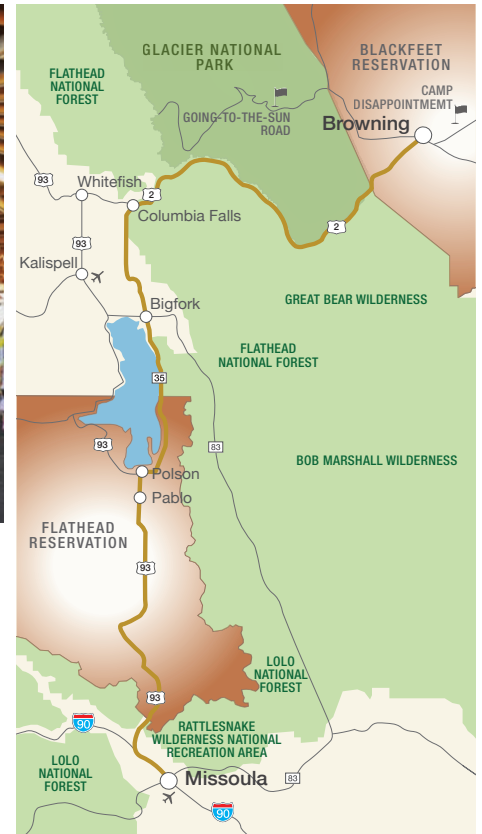 GLACIER NATIONAL
PARK
BLACKFEET
RESERVATION
FLATHEAD
NATIONAL
FOREST
CAMP
DISAPPOINTMEMT
GOING-TO-THE-SUN
ROAD
Browning
93
Whitefish
2
Columbia Falls
2
93
Kalispell
GREAT BEAR WILDERNESS
Bigfork
FLATHEAD
NATIONAL FOREST
35
93
83
BOB MARSHALL WILDERNESS
Polson
Pablo
FLATHEAD
RESERVATION
93
LOLO
NATIONAL
FOREST
93
90
RATTLESNAKE
WILDERNESS NATIONAL
RECREATION AREA
LOLO
NATIONAL
FOREST
Missoula
83
90